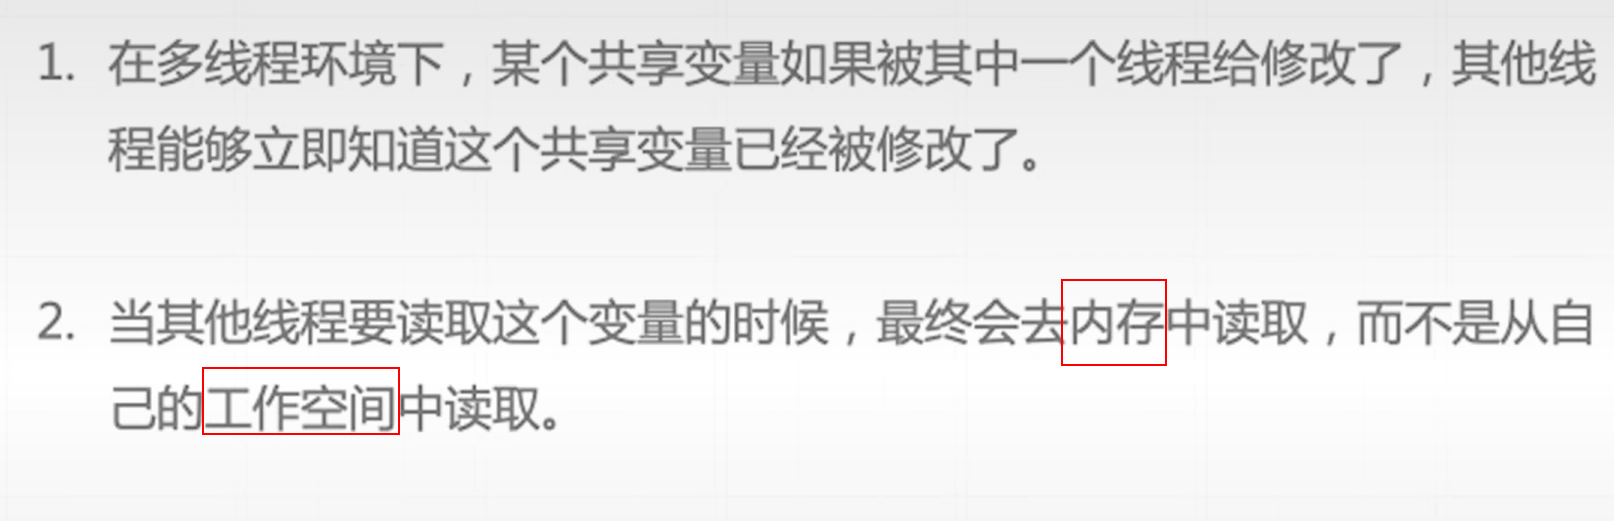 1. 在多线程环境下，某个共享变量如果被其中一个线程给修改了，其他线
程能够立即知道这个共享变量已经被修改了。
2. 当其他线程要读取这个变量的时候，最终会去内存中读取，而不是从自
己的工作空间中读取。